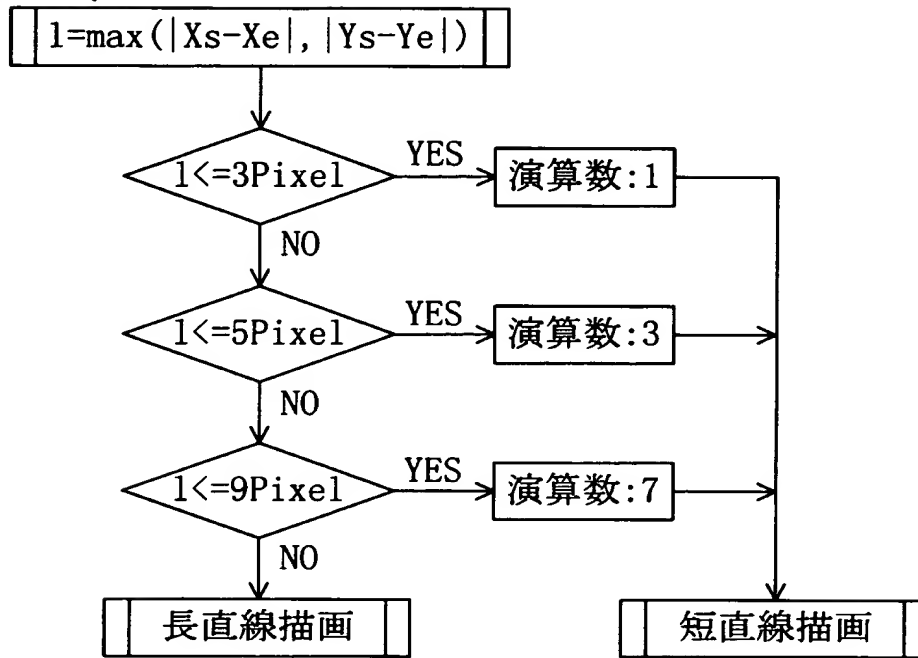 l=max(|Xs-Xe|,|Ys-Ye|)
l<=3Pixel
YES
演算数:1
NO
l<=5Pixel
YES
演算数:3
NO
l<=9Pixel
YES
演算数:7
NO
長直線描画
短直線描画